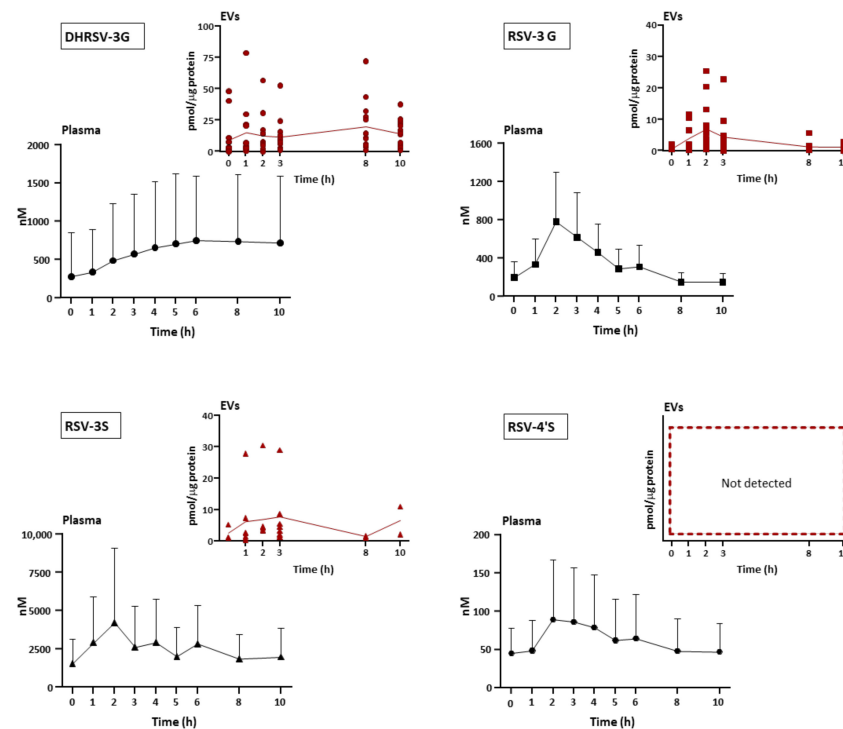 DHRSV-3G
EVs
pmol/µg protein
100
75
50
25
0
0 1 2 3 8 10
Time (h)
Plasma
nM
2000
1500
1000
500
0
0 1 2 3 4 5 6 8 10
Time (h)
RSV-3 G
EVs
pmol/µg protein
40
30
20
10
0
0 1 2 3 8
Time (h)
Plasma
nM
1600
1200
800
400
0
0 1 2 3 4 5 6 8 10
Time (h)
RSV-3S
EVs
pmol/µg protein
40
30
20
10
0
1 2 3 8 10
Time (h)
Plasma
nM
10,000
7500
5000
2500
0
0 1 2 3 4 5 6 8 10
Time (h)
RSV-4'S
EVs
pmol/µg protein
Not detected
0 1 2 3 8
Time (h)
Plasma
nM
200
150
100
50
0
0 1 2 3 4 5 6 8 10
Time (h)